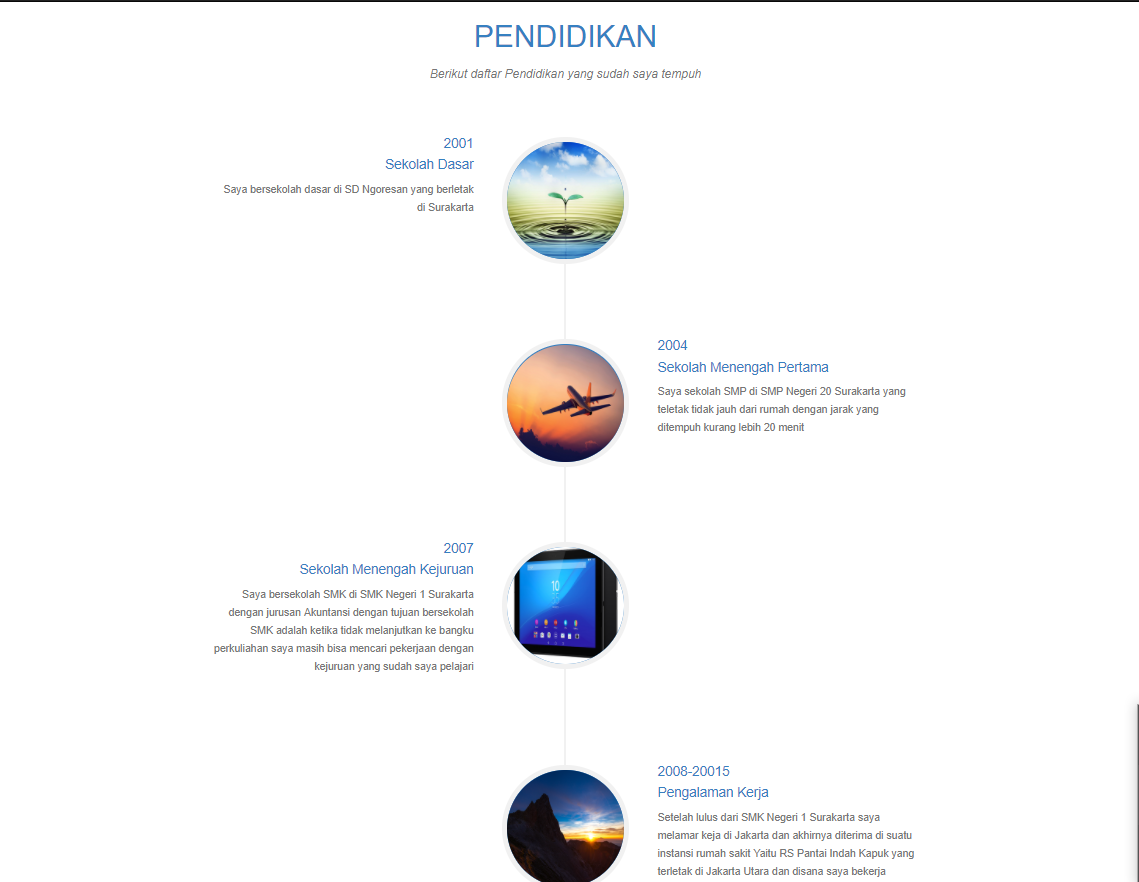 PENDIDIKAN
Berikut daftar Pendidikan yang sudah saya tempuh
2001
Sekolah Dasar
Saya bersekolah dasar di SD Ngoresan yang berletak
di Surakarta
2004
Sekolah Menengah Pertama
Saya sekolah SMP di SMP Negeri 20 Surakarta yang
teletak tidak jauh dari rumah dengan jarak yang
ditempuh kurang lebih 20 menit
2007
Sekolah Menengah Kejuruan
Saya bersekolah SMK di SMK Negeri 1 Surakarta
dengan jurusan Akuntansi dengan tujuan bersekolah
SMK adalah ketika tidak melanjutkan ke bangku
perkuliahan saya masih bisa mencari pekerjaan dengan
kejuruan yang sudah saya pelajari
10
2008-20015
Pengalaman Kerja
Setelah lulus dari SMK Negeri 1 Surakarta saya
melamar keja di Jakarta dan akhirnya diterima di suatu
instansi rumah sakit Yaitu RS Pantai Indah Kapuk yang
terletak di Jakarta Utara dan disana saya bekerja